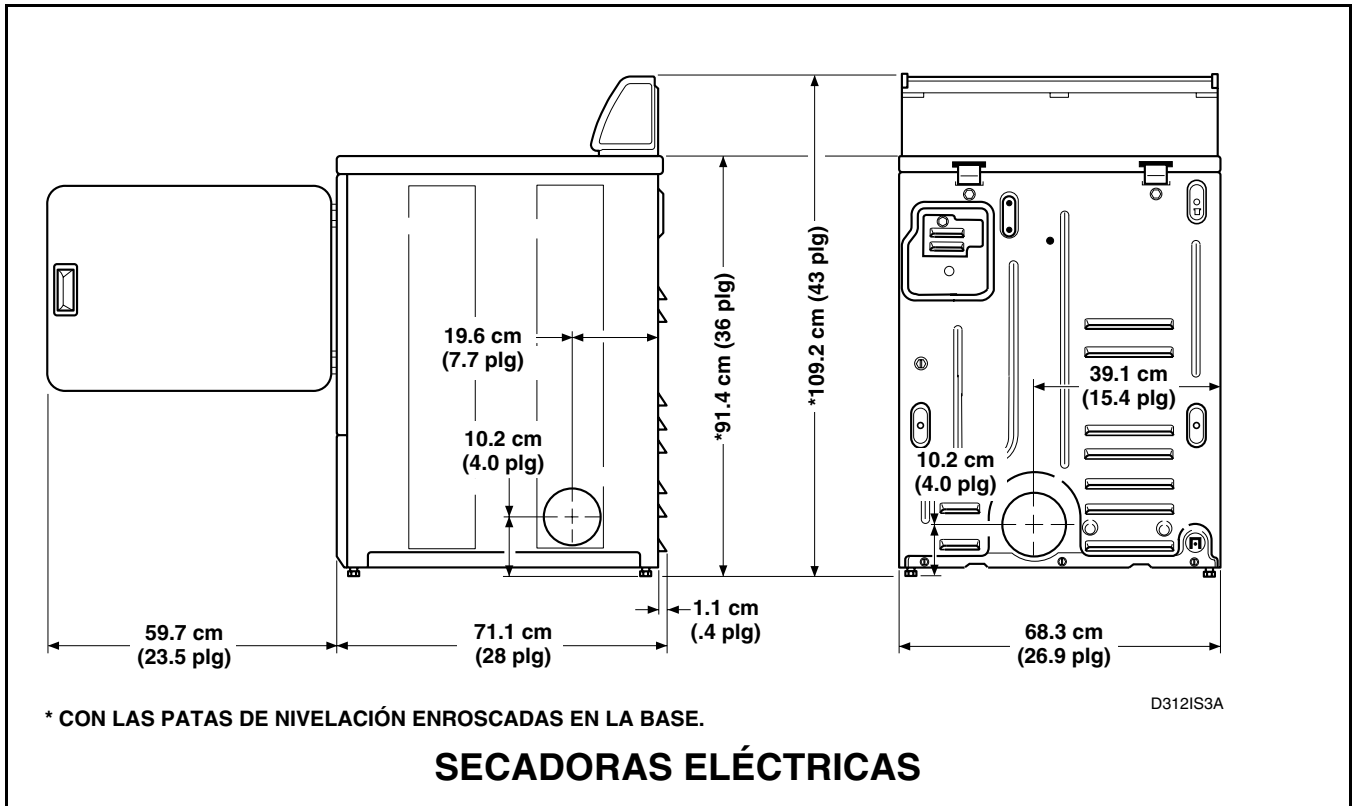 19.6 cm
(7.7 plg)
10.2 cm
(4.0 plg)
*91.4 cm (36 plg)
*109.2 cm (43 plg)
39.1 cm
(15.4 plg)
10.2 cm
(4.0 plg)
59.7 cm
(23.5 plg)
71.1 cm
(28 plg)
1.1 cm
(.4 plg)
68.3 cm
(26.9 plg)
* CON LAS PATAS DE NIVELACIÓN ENROSCADAS EN LA BASE.
D312IS3A
SECADORAS ELÉCTRICAS